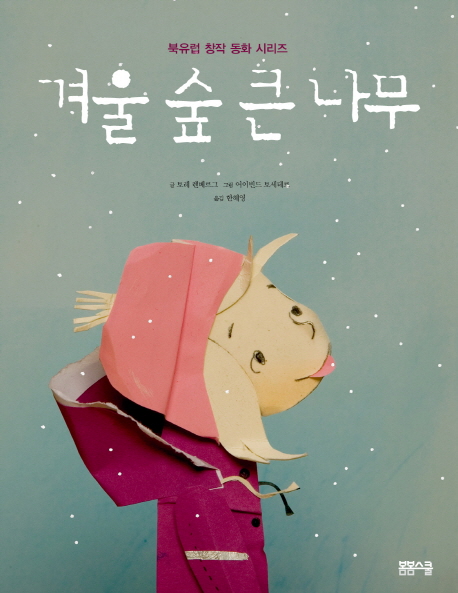 북유럽 창작 동화 시리즈
겨울 숲 큰 나무
글 토레 렌베르그 그림 아이빈드 토세테르
옮김 한해영
봄봄스쿨